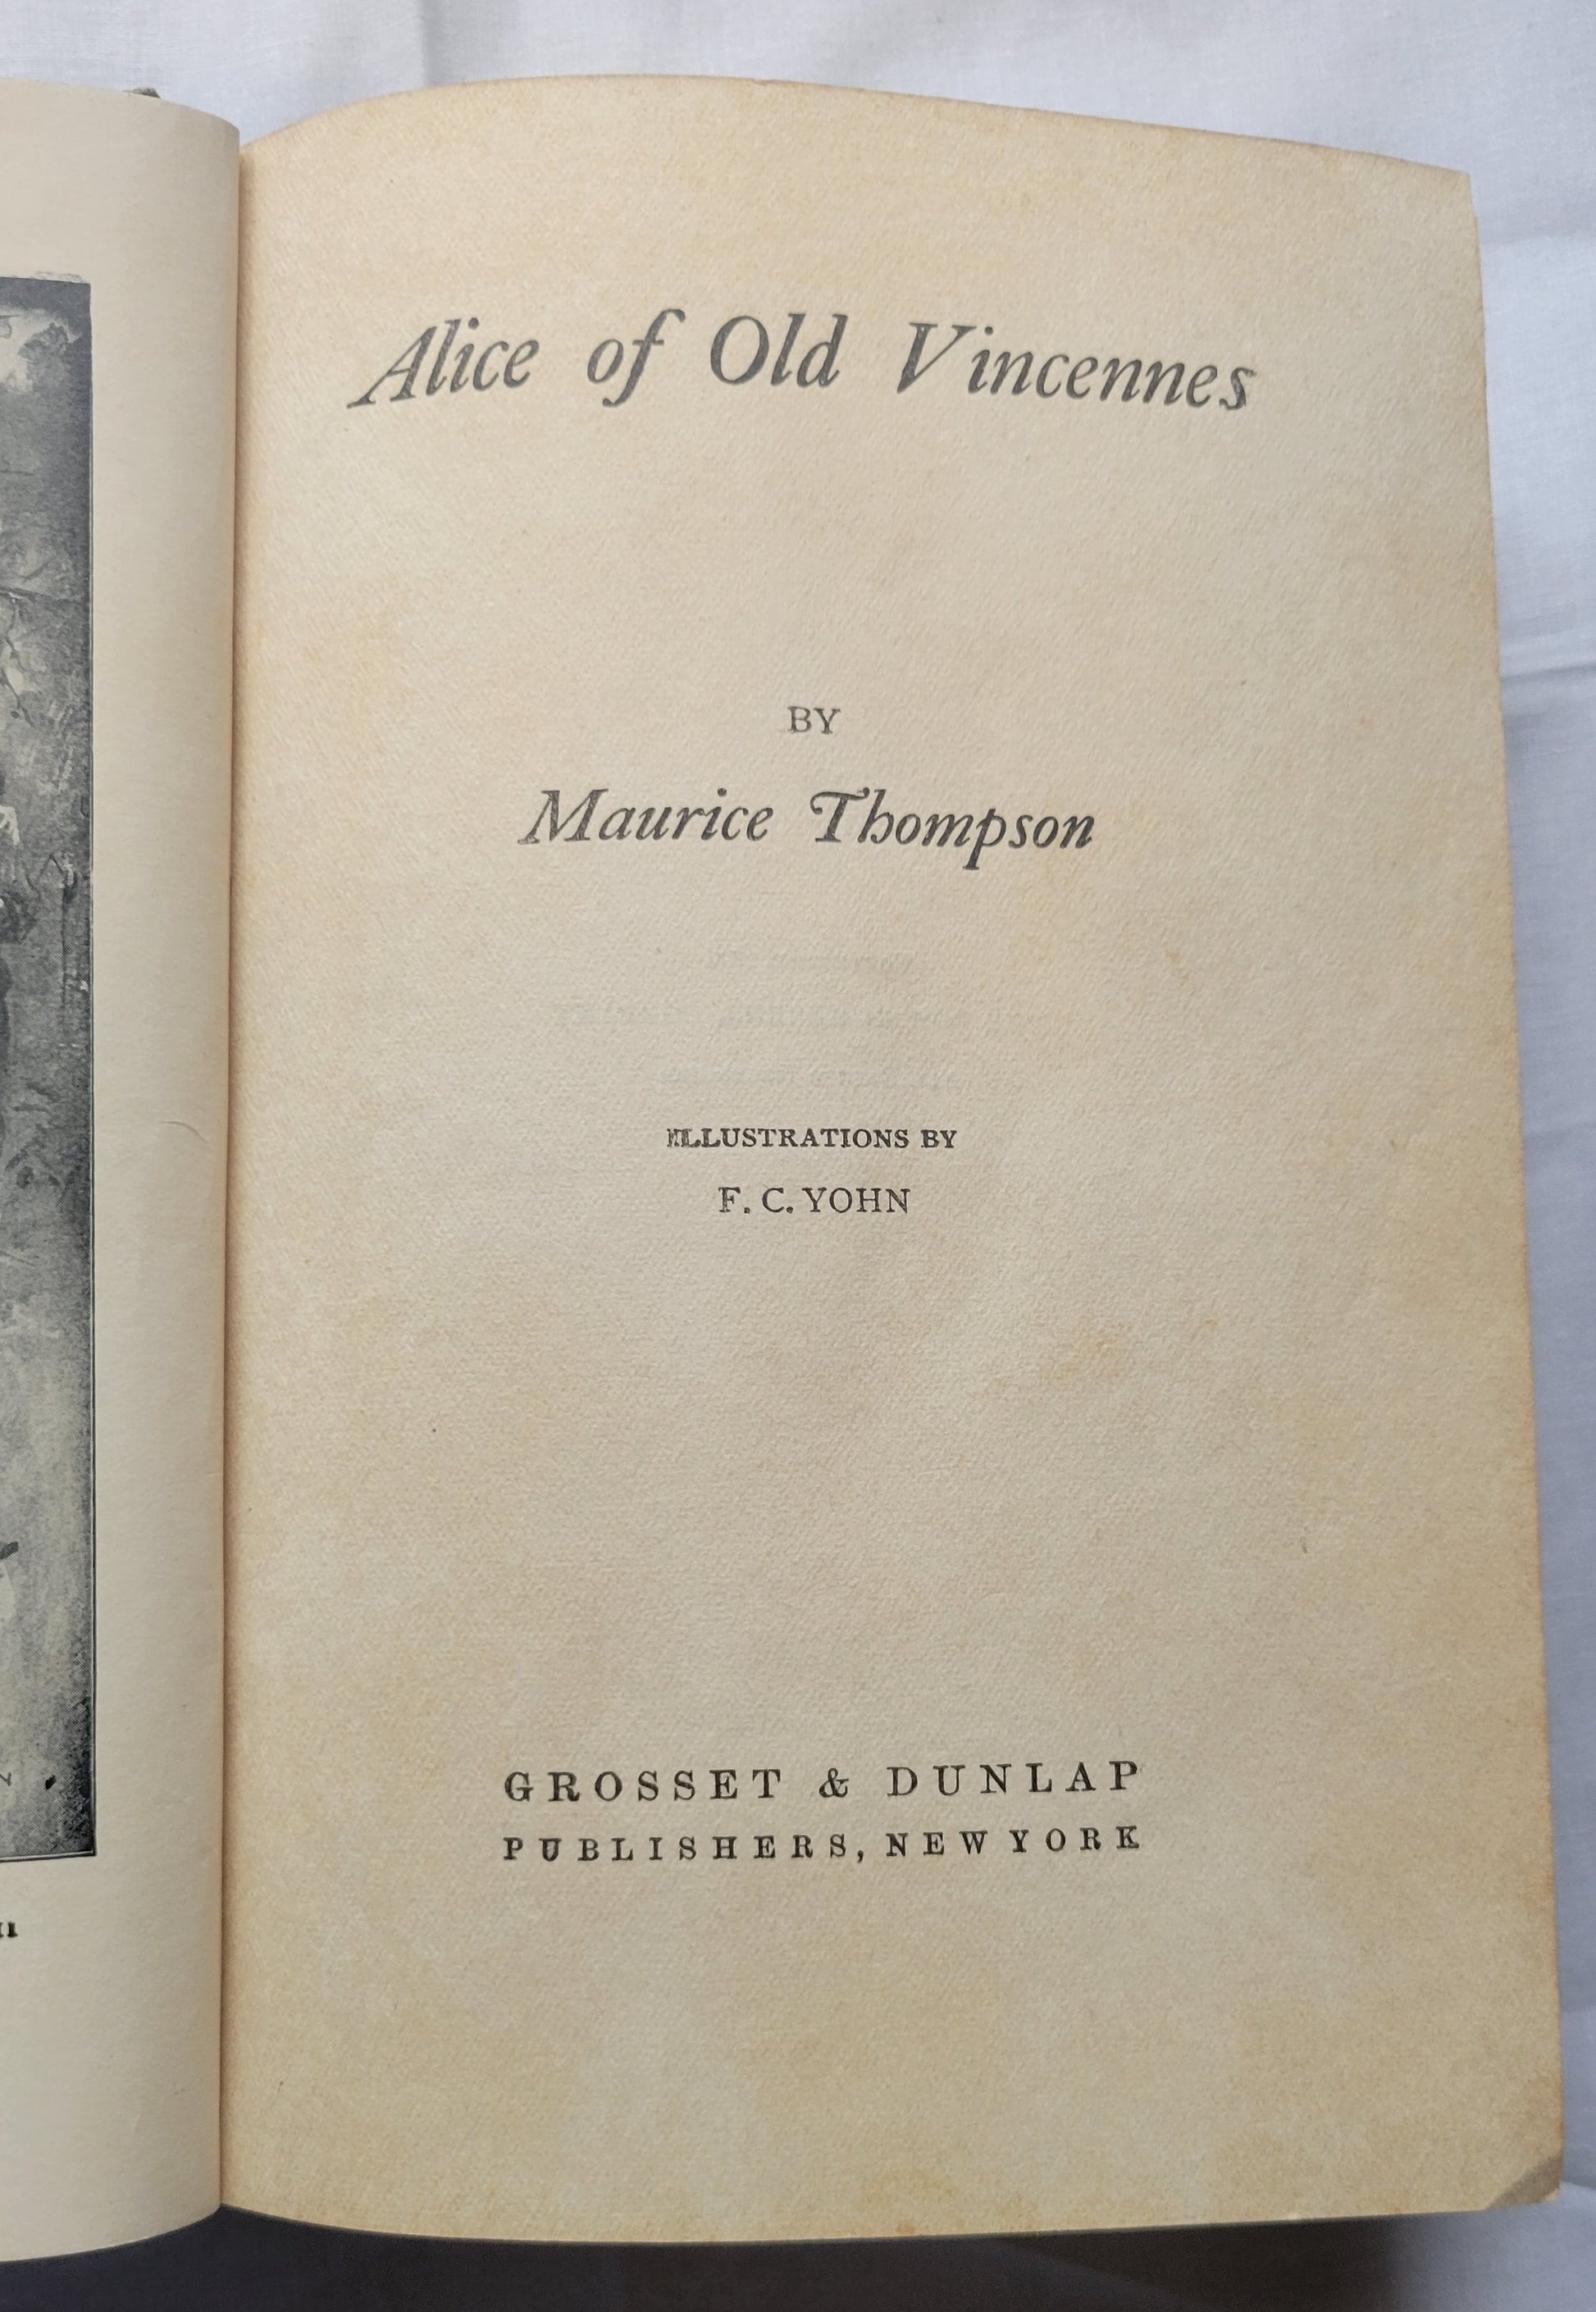 Alice of Old Vincennes
BY
Maurice Thompson
ILLUSTRATIONS BY
F. C. YOHN
GROSSET & DUNLAP
PUBLISHERS, NEW YORK